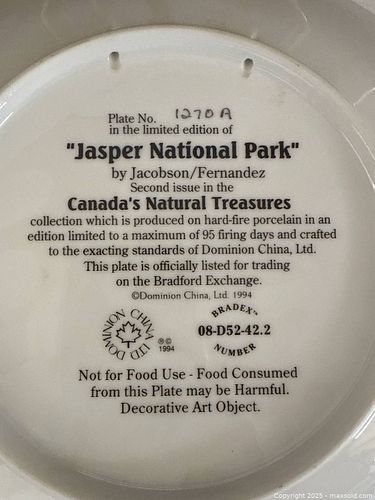 Plate No. 1270A
in the limited edition of
"Jasper National Park"
by Jacobson/Fernandez
Second issue in the
Canada's Natural Treasures
collection which is produced on hard-fire porcelain in an
edition limited to a maximum of 95 firing days and crafted
to the exacting standards of Dominion China, Ltd.
This plate is officially listed for trading
on the Bradford Exchange.
©Dominion China, Ltd. 1994
DOMINION CHINA LTD
®©
1994
BRADEX™
08-D52-42.2
NUMBER
Not for Food Use - Food Consumed
from this Plate may be Harmful.
Decorative Art Object.
Copyright 2025 - maxsold.com